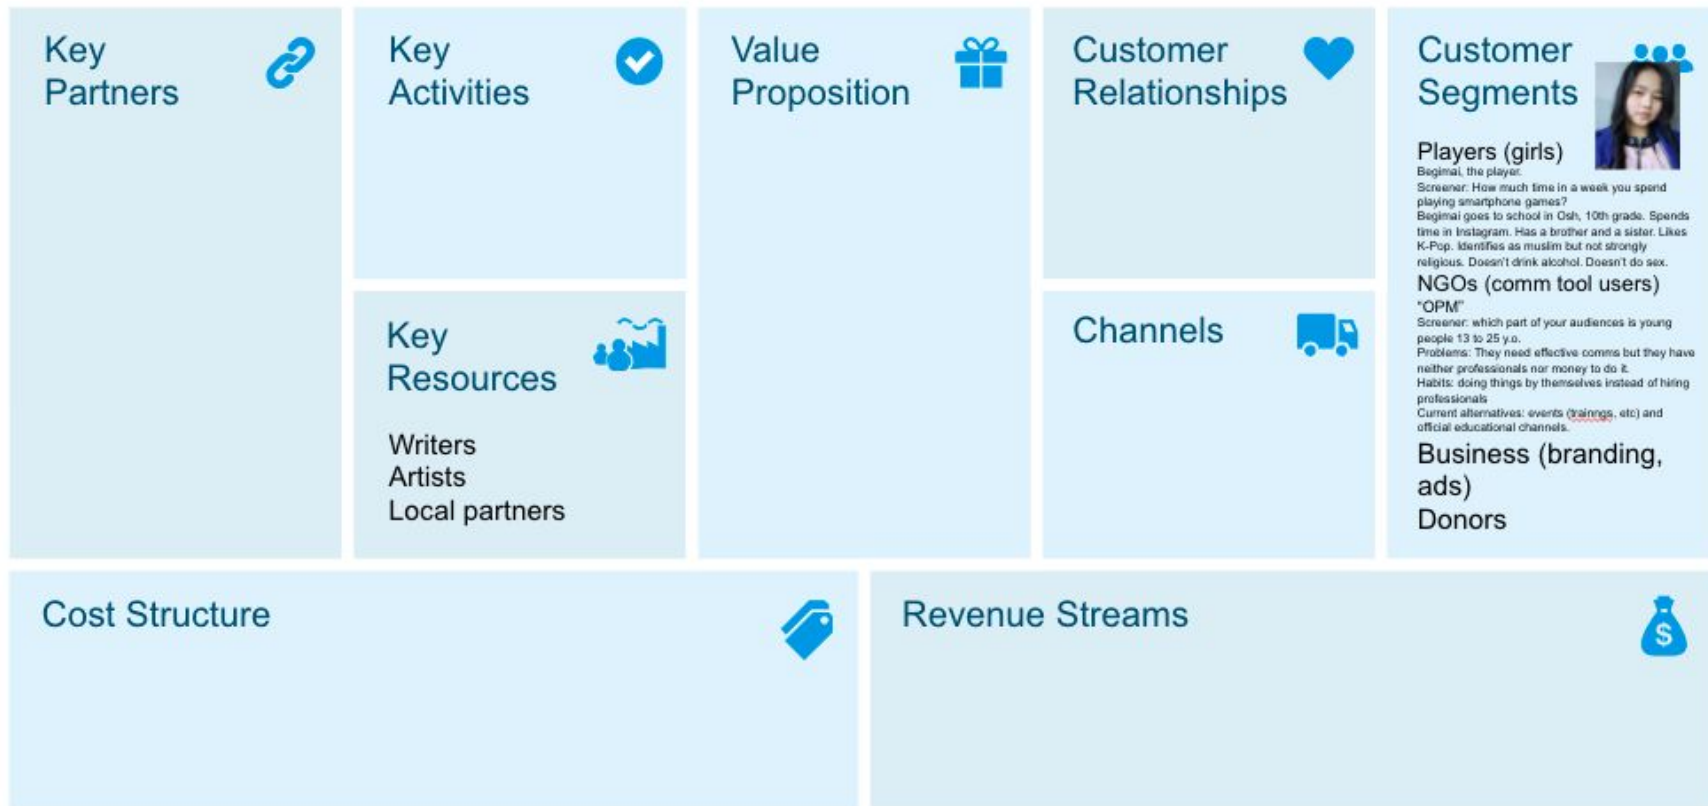 Key
Partners
Key
Activities
Key
Resources
Writers
Artists
Local partners
Value
Proposition
Customer
Relationships
Channels
Customer
Segments
Players (girls)
Begimai, the player.
Screener: How much time in a week you spend
playing smartphone games?
Begimai goes to school in Osh, 10th grade. Spends
time in Instagram. Has a brother and a sister. Likes
K-Pop. Identifies as muslim but not strongly
religious. Doesn't drink alcohol. Doesn't do sex.
NGOs (comm tool users)
"OPM"
Screener: which part of your audiences is young
people 13 to 25 y.o.
Problems: They need effective comms but they have
neither professionals nor money to do it.
Habits: doing things by themselves instead of hiring
professionals
Current alternatives: events (trainngs, etc) and
official educational channels.
Business (branding,
ads)
Donors
Cost Structure
Revenue Streams
$